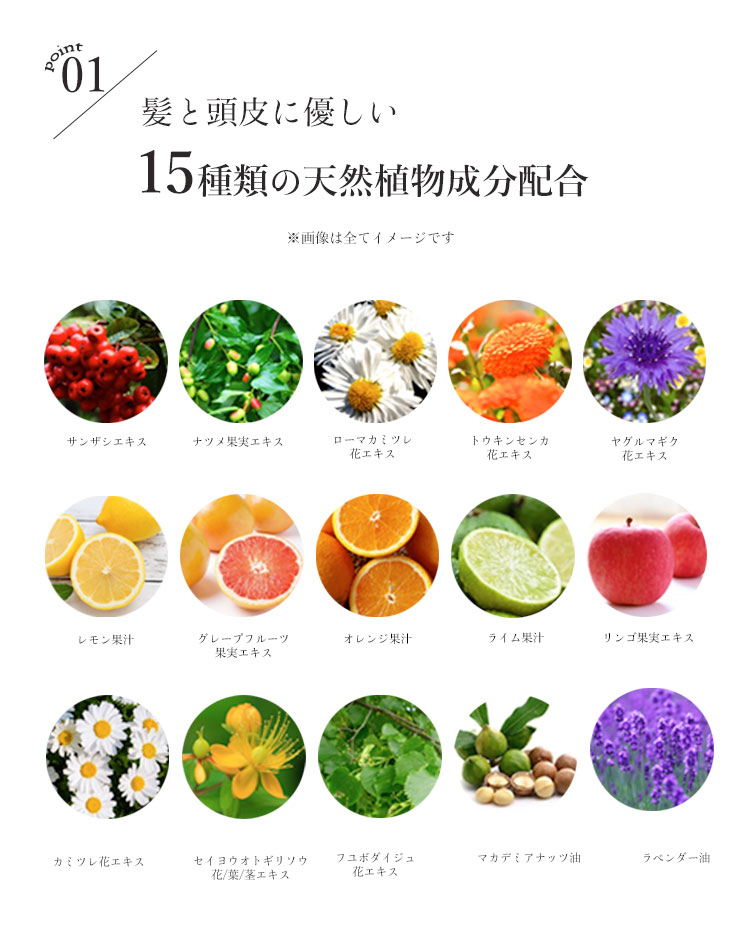 point
01
髪と頭皮に優しい
15種類の天然植物成分配合
※画像は全てイメージです
サンザシエキス
ナツメ果実エキス
ローマカミツレ
花エキス
トウキンセンカ
花エキス
ヤグルマギク
花エキス
レモン果汁
グレープフルーツ
果実エキス
オレンジ果汁
ライム果汁
リンゴ果実エキス
カミツレ花エキス
セイヨウオトギリソウ
花/葉/茎エキス
フユボダイジュ
花エキス
マカデミアナッツ油
ラベンダー油